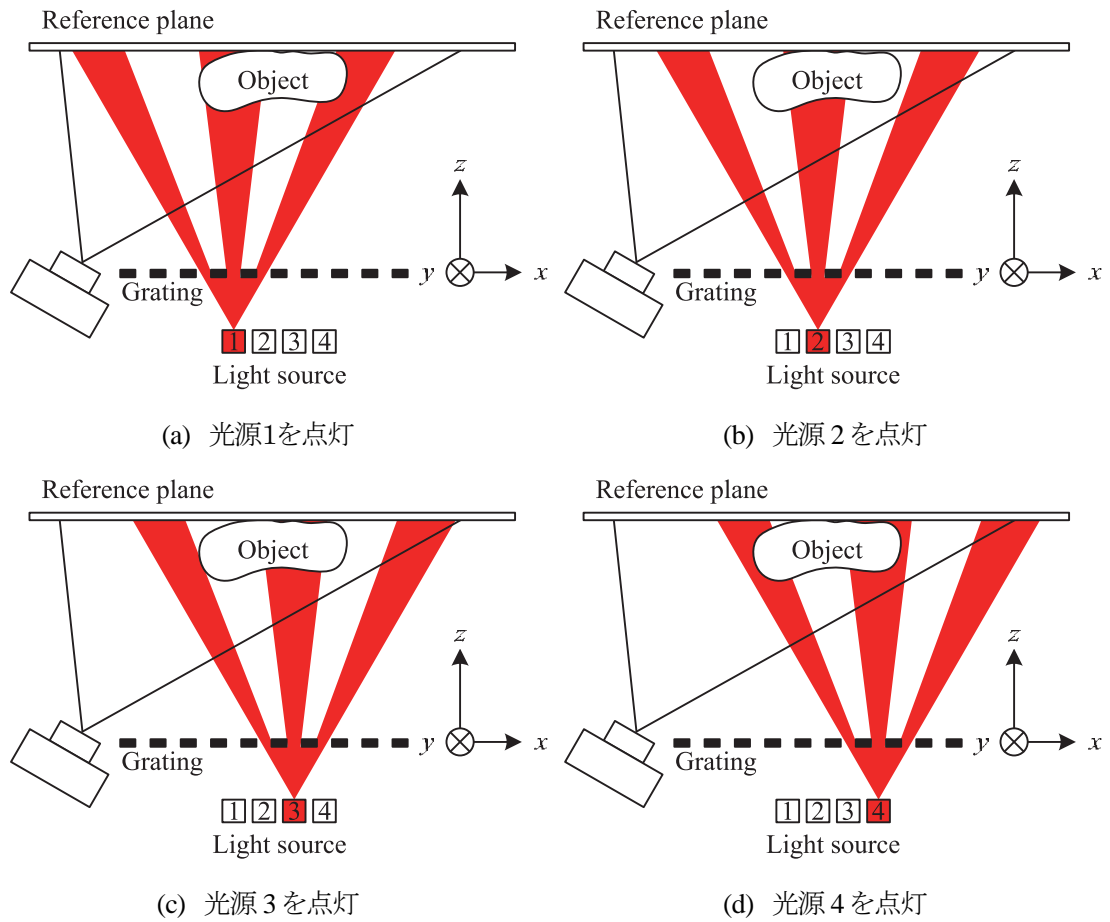 Reference plane
Object
z
y
x
Grating
1 2 3 4
Light source
(a) 光源1を点灯
Reference plane
Object
z
y
x
Grating
1 2 3 4
Light source
(b) 光源 2 を点灯
Reference plane
Object
z
y
x
Grating
1 2 3 4
Light source
(c) 光源 3 を点灯
Reference plane
Object
z
y
x
Grating
1 2 3 4
Light source
(d) 光源 4 を点灯